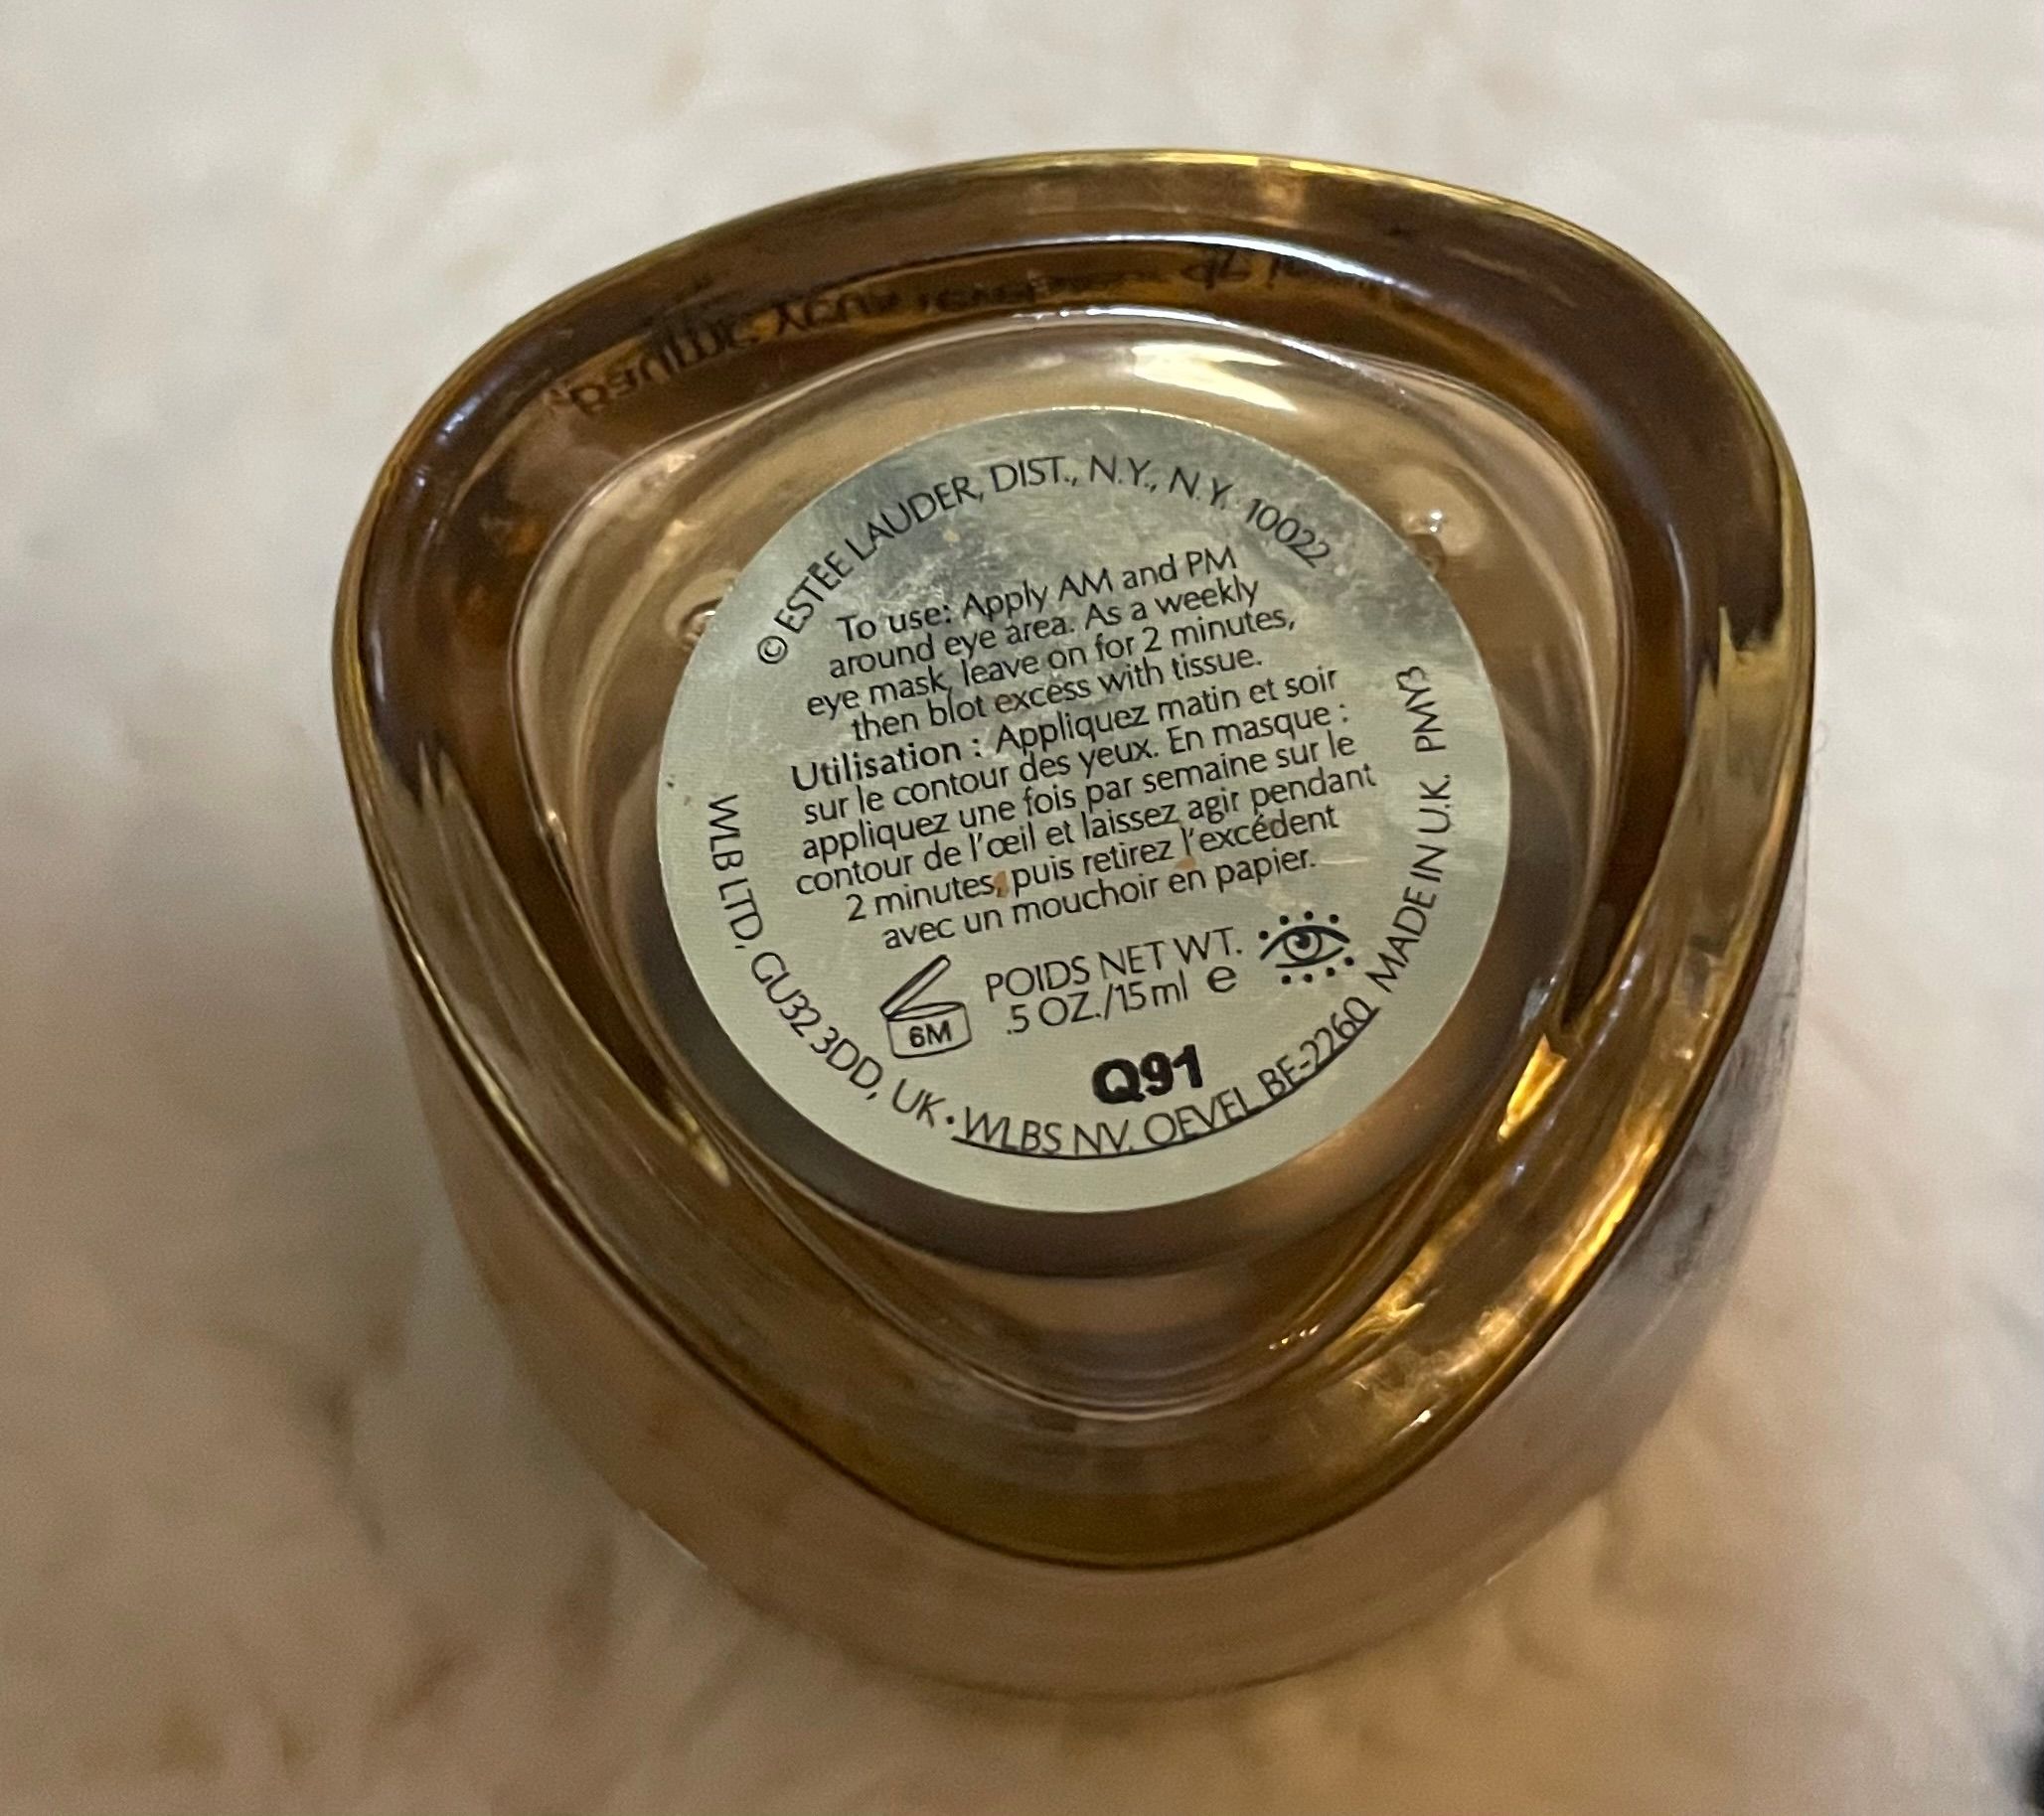 © ESTĒE LAUDER, DIST., N.Y., N.Y. 10022
To use: Apply AM and PM
around eye area. As a weekly
eye mask, leave on for 2 minutes,
then blot excess with tissue.
Utilisation : Appliquez matin et soir
sur le contour des yeux. En masque :
appliquez une fois par semaine sur le
contour de l'œil et laissez agir pendant
2 minutes, puis retirez l'excédent
avec un mouchoir en papier.
POIDS NET WT.
.5 OZ./15 ml e
6M
Q91
WLB LTD, GU32 3DD, UK • WLBS NV. OEVEL BE-2260 MADE IN U.K. PMY3